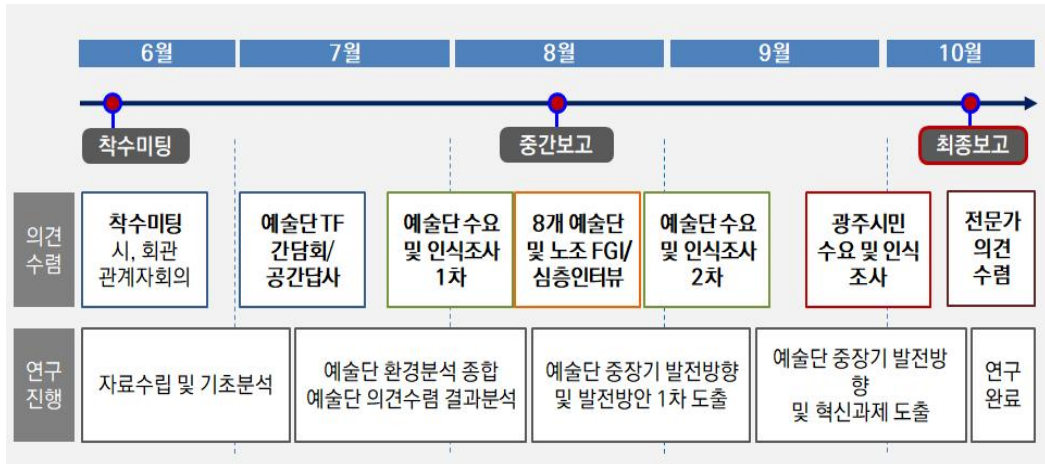 6월
7월
8월
9월
10월
착수미팅
중간보고
최종보고
의견
수렴
착수미팅
시, 회관
관계자회의
예술단 TF
간담회/
공간답사
예술단 수요
및 인식조사
1차
8개 예술단
및 노조 FGI/
심층인터뷰
예술단 수요
및 인식조사
2차
광주시민
수요 및 인식
조사
전문가
의견
수렴
연구
진행
자료수립 및 기초분석
예술단 환경분석 종합
예술단 의견수렴 결과분석
예술단 중장기 발전방향
및 발전방안 1차 도출
예술단 중장기 발전방
향
및 혁신과제 도출
연구
완료